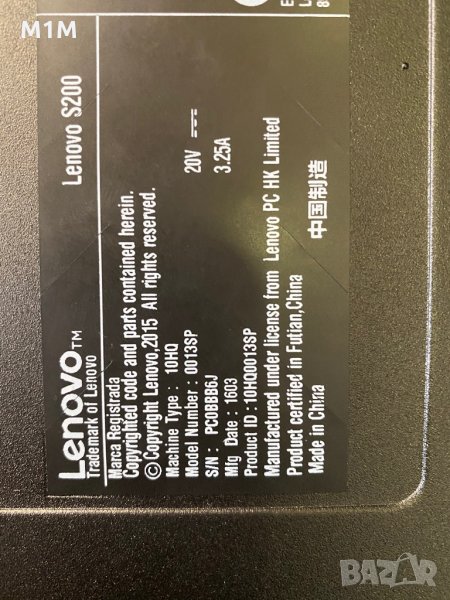 M1M
Lenovo™
Lenovo S200
Trademark of Lenovo
Marca Registrada
Copyrighted code and parts contained herein.
© Copyright Lenovo,2015 All rights reserved.
Machine Type : 10HQ
Model Number : 0013SP
20V ⎓
S/N : PC0BBB6J
3.25A
Mfg Date : 1603
Product ID : 10HQ0013SP
Manufactured under license from Lenovo PC HK Limited
Product certified in Futian,China
Made in China
中国制造
BAZAR